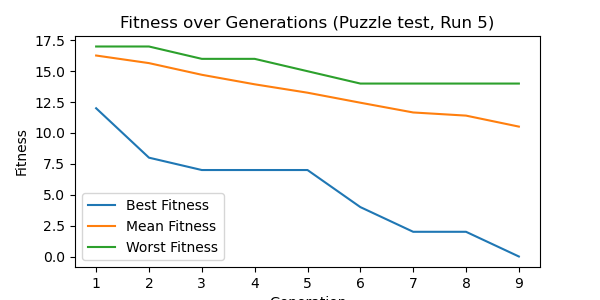 Fitness over Generations (Puzzle test, Run 5)
17.5
15.0
12.5
10.0
7.5
5.0
2.5
0.0
Fitness
Best Fitness
Mean Fitness
Worst Fitness
1 2 3 4 5 6 7 8 9
Generation